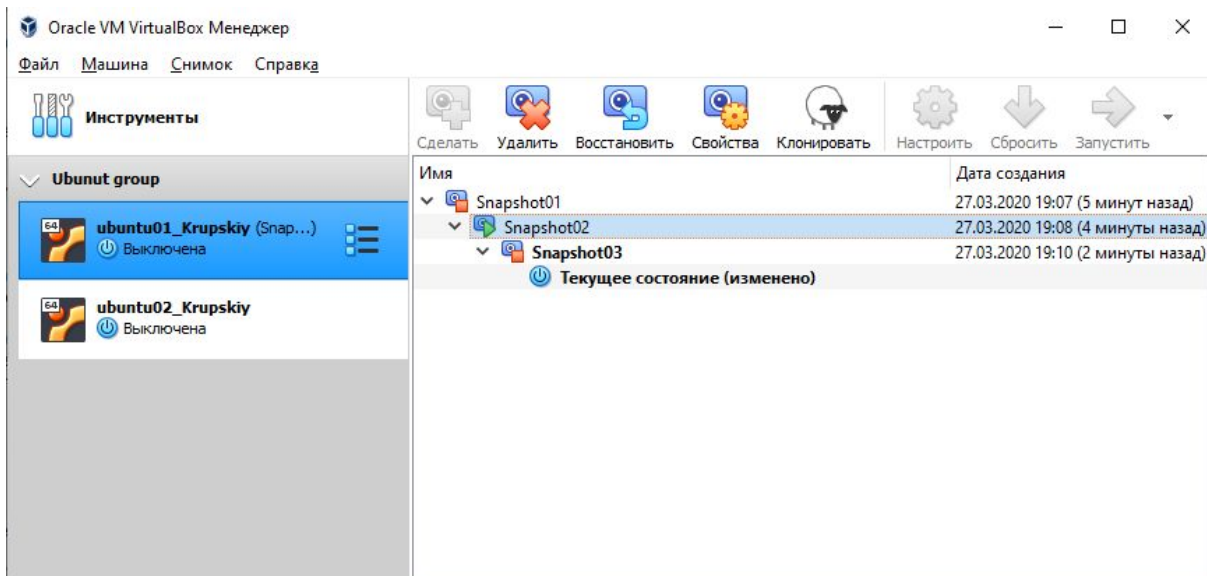 Oracle VM VirtualBox Менеджер
Файл Машина Снимок Справка
Инструменты
Сделать Удалить Восстановить Свойства Клонировать Настроить Сбросить Запустить
Ubunut group
64
ubuntu01_Krupskiy (Snap...)
Выключена
64
ubuntu02_Krupskiy
Выключена
Имя Дата создания
Snapshot01 27.03.2020 19:07 (5 минут назад)
Snapshot02 27.03.2020 19:08 (4 минуты назад)
Snapshot03 27.03.2020 19:10 (2 минуты назад)
Текущее состояние (изменено)